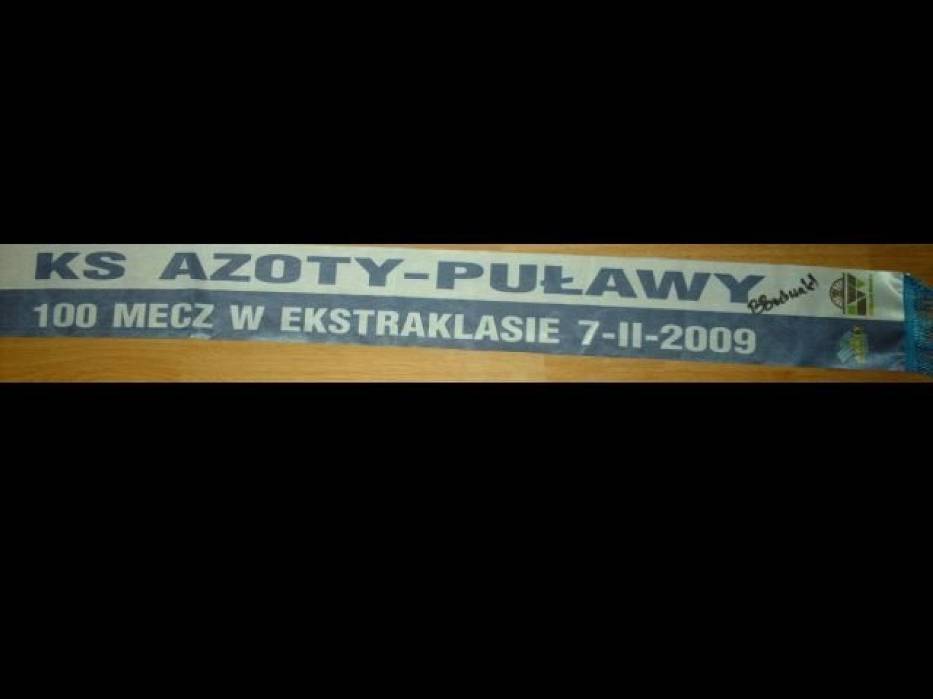 KS AZOTY-PUŁAWY
100 MECZ W EKSTRAKLASIE 7-II-2009